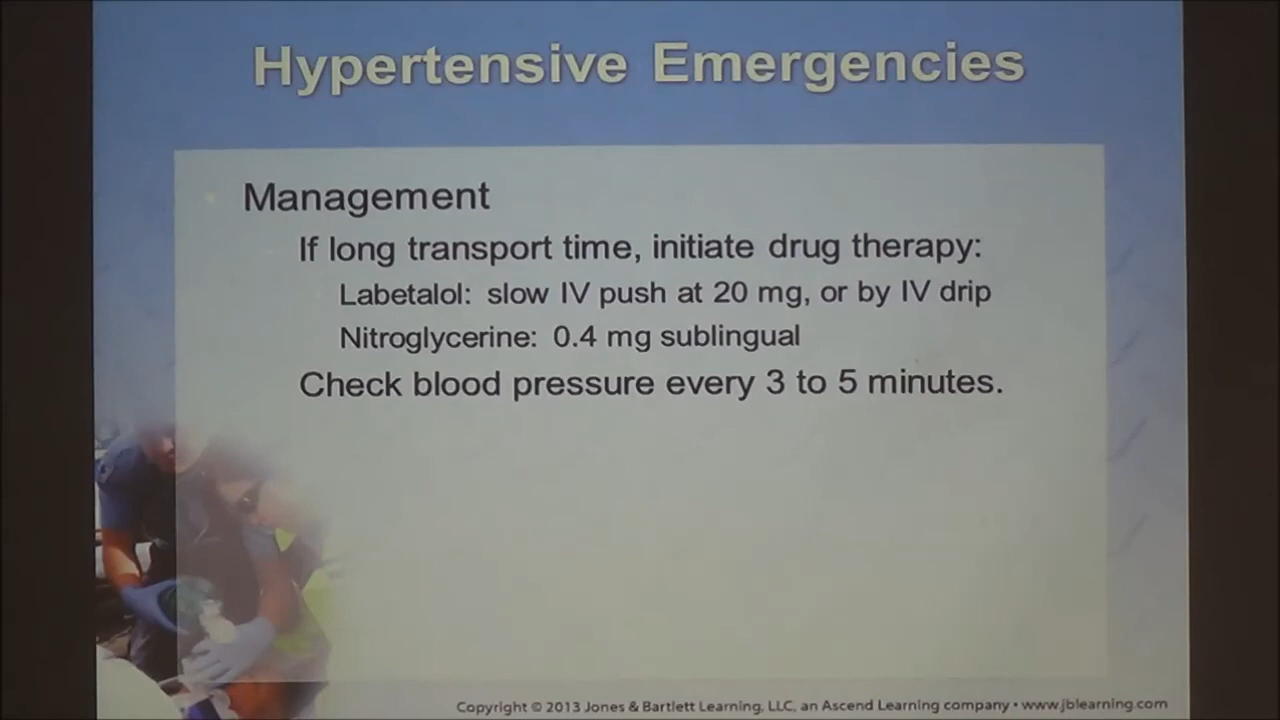 Hypertensive Emergencies
Management
If long transport time, initiate drug therapy:
Labetalol: slow IV push at 20 mg, or by IV drip
Nitroglycerine: 0.4 mg sublingual
Check blood pressure every 3 to 5 minutes.
Copyright © 2013 Jones & Bartlett Learning, LLC, an Ascend Learning company • www.jblearning.com